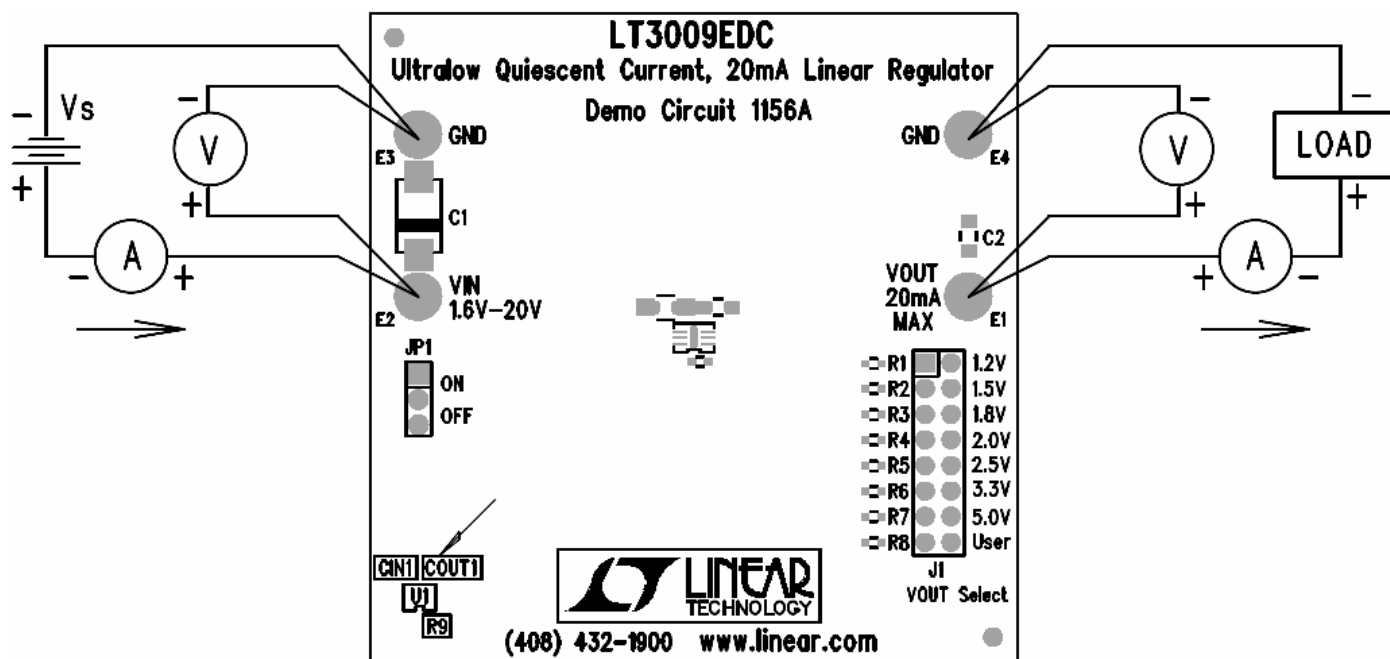 LT3009EDC
Ultralow Quiescent Current, 20mA Linear Regulator
Demo Circuit 1156A
- Vs
+
-
V
+
- A +
GND
E3
C1
VIN
1.6V-20V
E2
JP1
ON
OFF
GND
E4
C2
VOUT
20mA
MAX
E1
-
V
+
-
LOAD
+
+ A -
R1 1.2V
R2 1.5V
R3 1.8V
R4 2.0V
R5 2.5V
R6 3.3V
R7 5.0V
R8 User
J1
VOUT Select
CIN1 COUT1
U1
R9
LINEAR
TECHNOLOGY
(408) 432-1900 www.linear.com